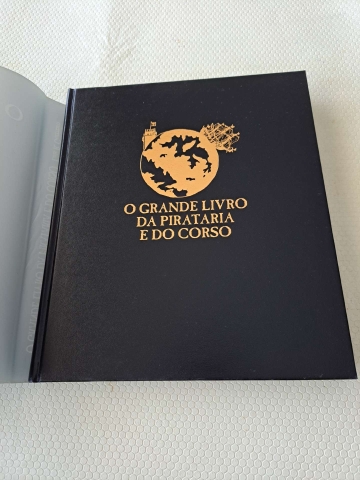 O GRANDE LIVRO
DA PIRATARIA
E DO CORSO